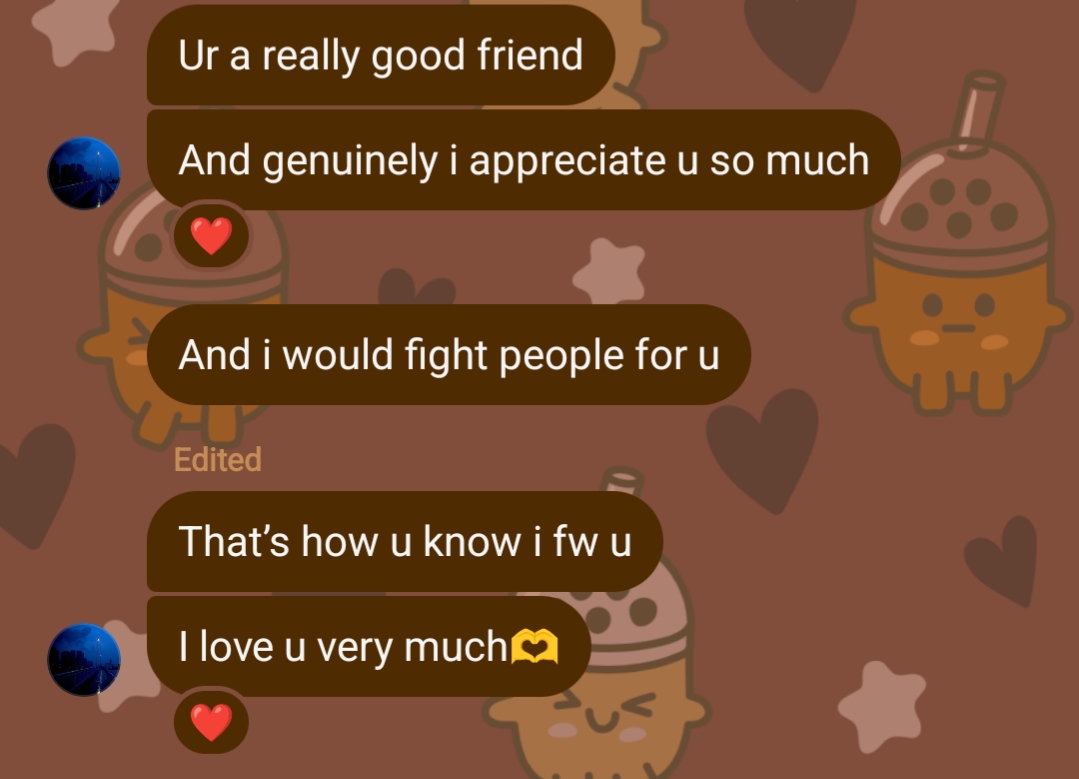 Ur a really good friend
And genuinely i appreciate u so much
And i would fight people for u
Edited
That’s how u know i fw u
I love u very much🫶